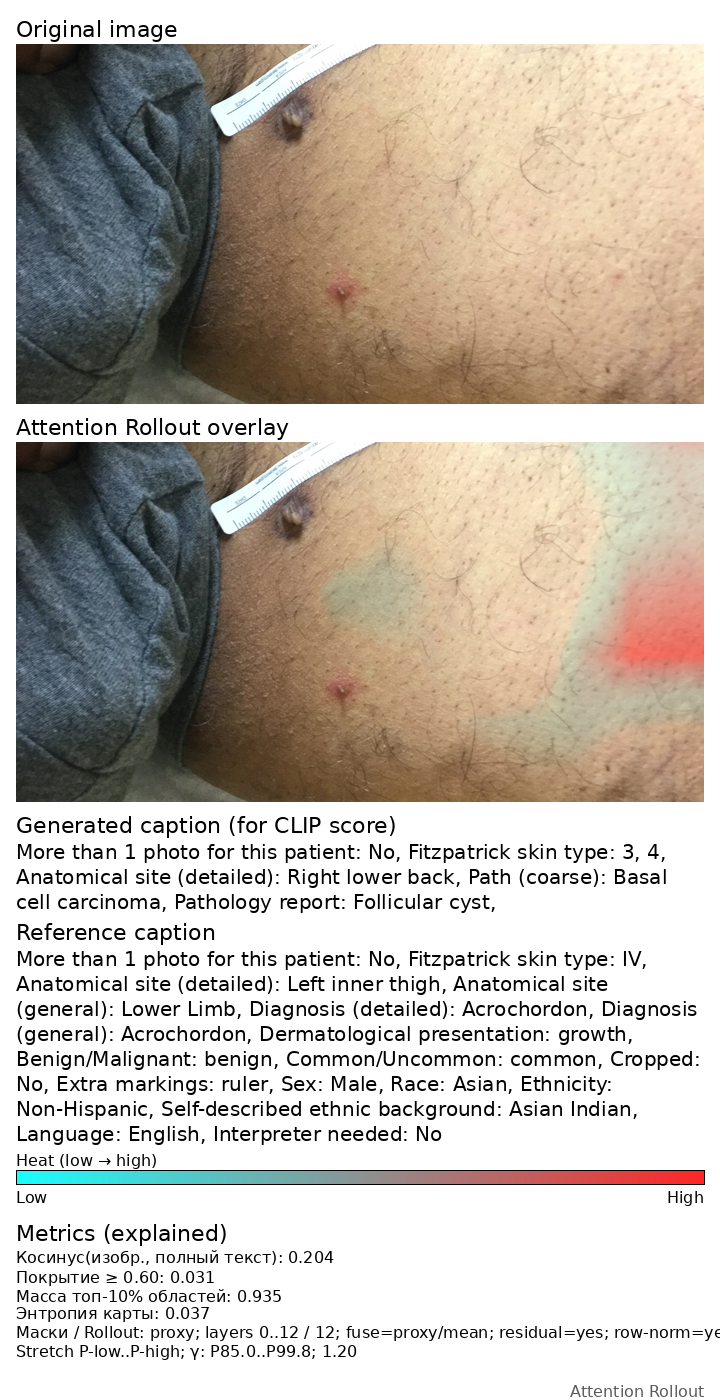 Original image
Attention Rollout overlay
Generated caption (for CLIP score)
More than 1 photo for this patient: No, Fitzpatrick skin type: 3, 4,
Anatomical site (detailed): Right lower back, Path (coarse): Basal
cell carcinoma, Pathology report: Follicular cyst,
Reference caption
More than 1 photo for this patient: No, Fitzpatrick skin type: IV,
Anatomical site (detailed): Left inner thigh, Anatomical site
(general): Lower Limb, Diagnosis (detailed): Acrochordon, Diagnosis
(general): Acrochordon, Dermatological presentation: growth,
Benign/Malignant: benign, Common/Uncommon: common, Cropped:
No, Extra markings: ruler, Sex: Male, Race: Asian, Ethnicity:
Non-Hispanic, Self-described ethnic background: Asian Indian,
Language: English, Interpreter needed: No
Heat (low → high)
Low High
Metrics (explained)
Косинус(изобр., полный текст): 0.204
Покрытие ≥ 0.60: 0.031
Масса топ-10% областей: 0.935
Энтропия карты: 0.037
Маски / Rollout: proxy; layers 0..12 / 12; fuse=proxy/mean; residual=yes; row-norm=ye
Stretch P-low..P-high; γ: P85.0..P99.8; 1.20
Attention Rollout